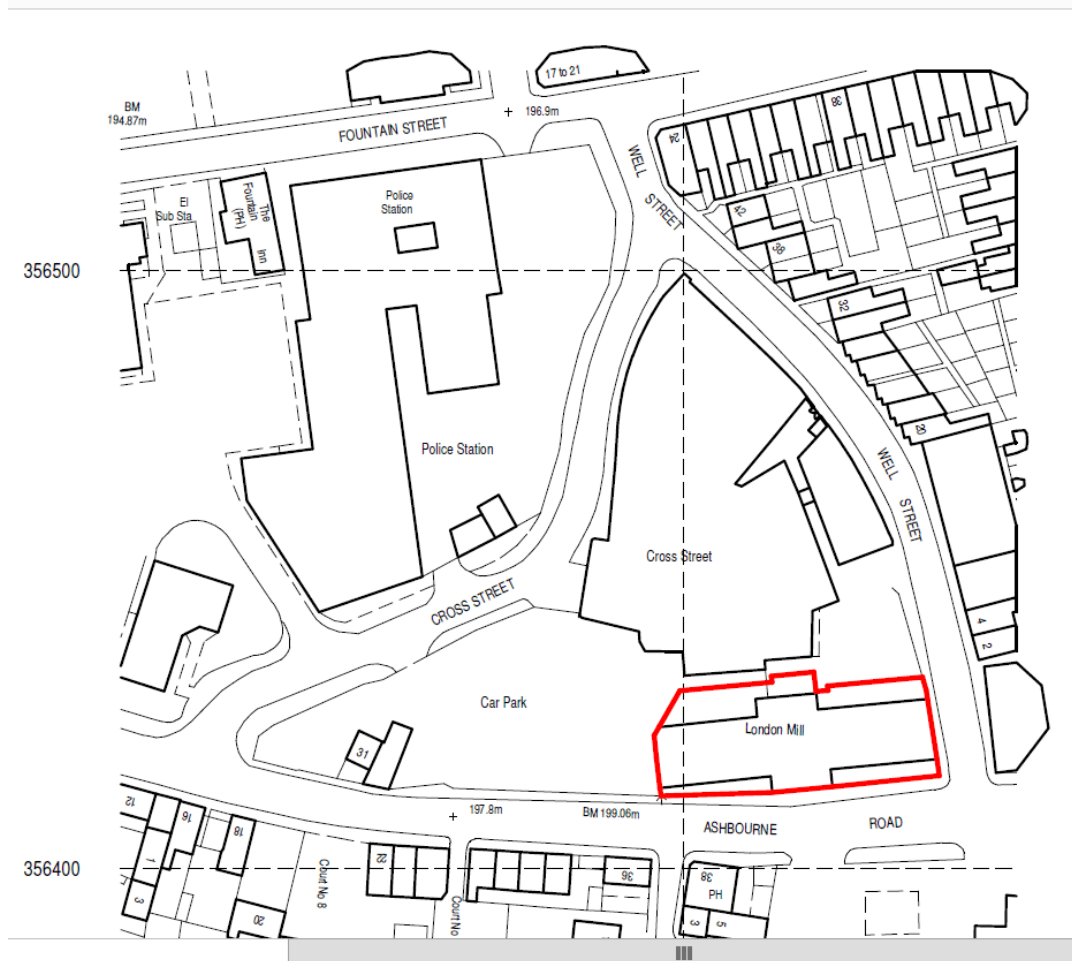 17 to 21
BM
194.87m
196.9m
FOUNTAIN STREET
WELL
STREET
24
38
El
Sub Sta
The
Fountain
(PH)
Inn
Police
Station
42
38
356500
32
Police Station
20
WELL
STREET
Cross Street
CROSS STREET
4
2
Car Park
London Mill
31
197.8m
BM 199.06m
ASHBOURNE
ROAD
12
16
18
1
3
20
Court No 8
22
Court No
36
38
PH
3
5
356400